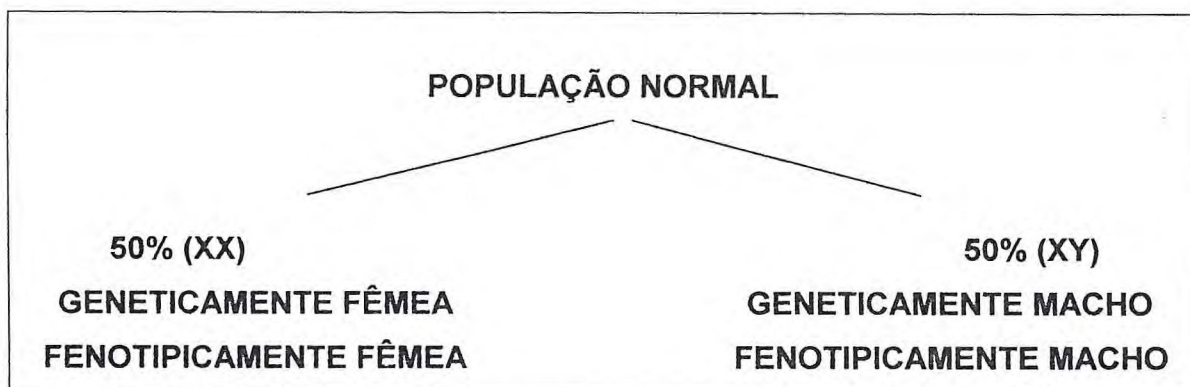 POPULAÇÃO NORMAL
50% (XX)
GENETICAMENTE FÊMEA
FENOTIPICAMENTE FÊMEA
50% (XY)
GENETICAMENTE MACHO
FENOTIPICAMENTE MACHO